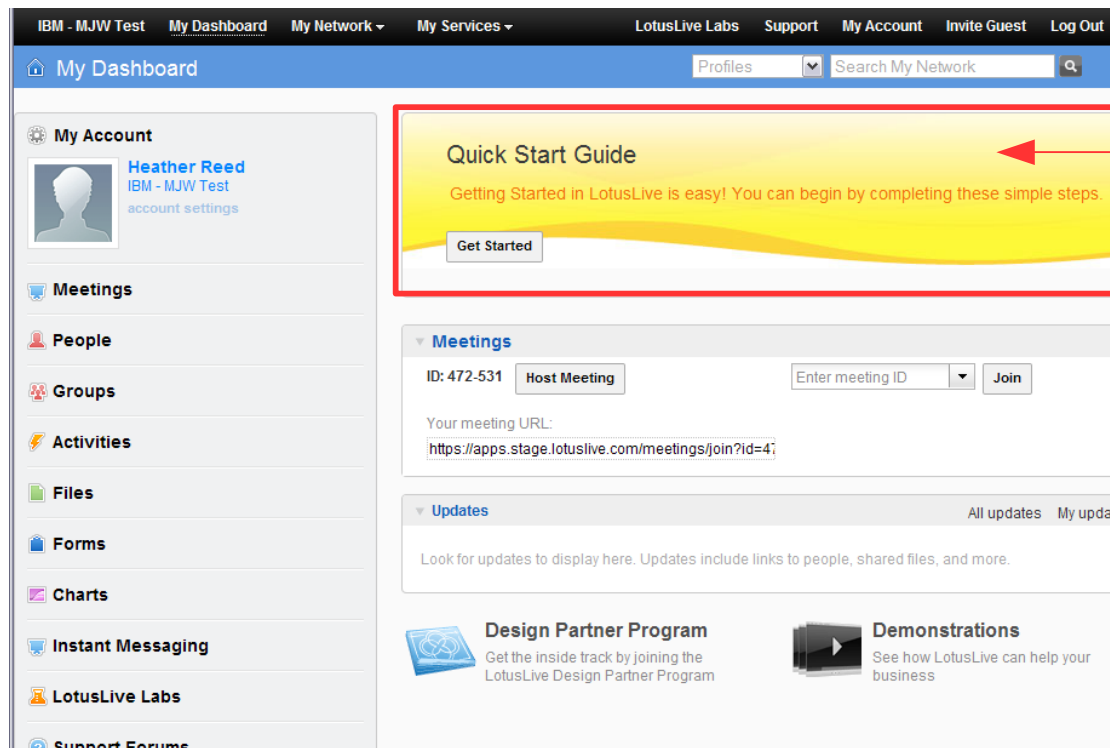 IBM - MJW Test My Dashboard My Network My Services LotusLive Labs Support My Account Invite Guest Log Out
My Dashboard Profiles Search My Network
My Account
Heather Reed
IBM - MJW Test
account settings
Meetings
People
Groups
Activities
Files
Forms
Charts
Instant Messaging
LotusLive Labs
Support Forums
Quick Start Guide
Getting Started in LotusLive is easy! You can begin by completing these simple steps.
Get Started
Meetings
ID: 472-531 Host Meeting Enter meeting ID Join
Your meeting URL:
https://apps.stage.lotuslive.com/meetings/join?id=47
Updates All updates My upda
Look for updates to display here. Updates include links to people, shared files, and more.
Design Partner Program
Get the inside track by joining the
LotusLive Design Partner Program
Demonstrations
See how LotusLive can help your
business